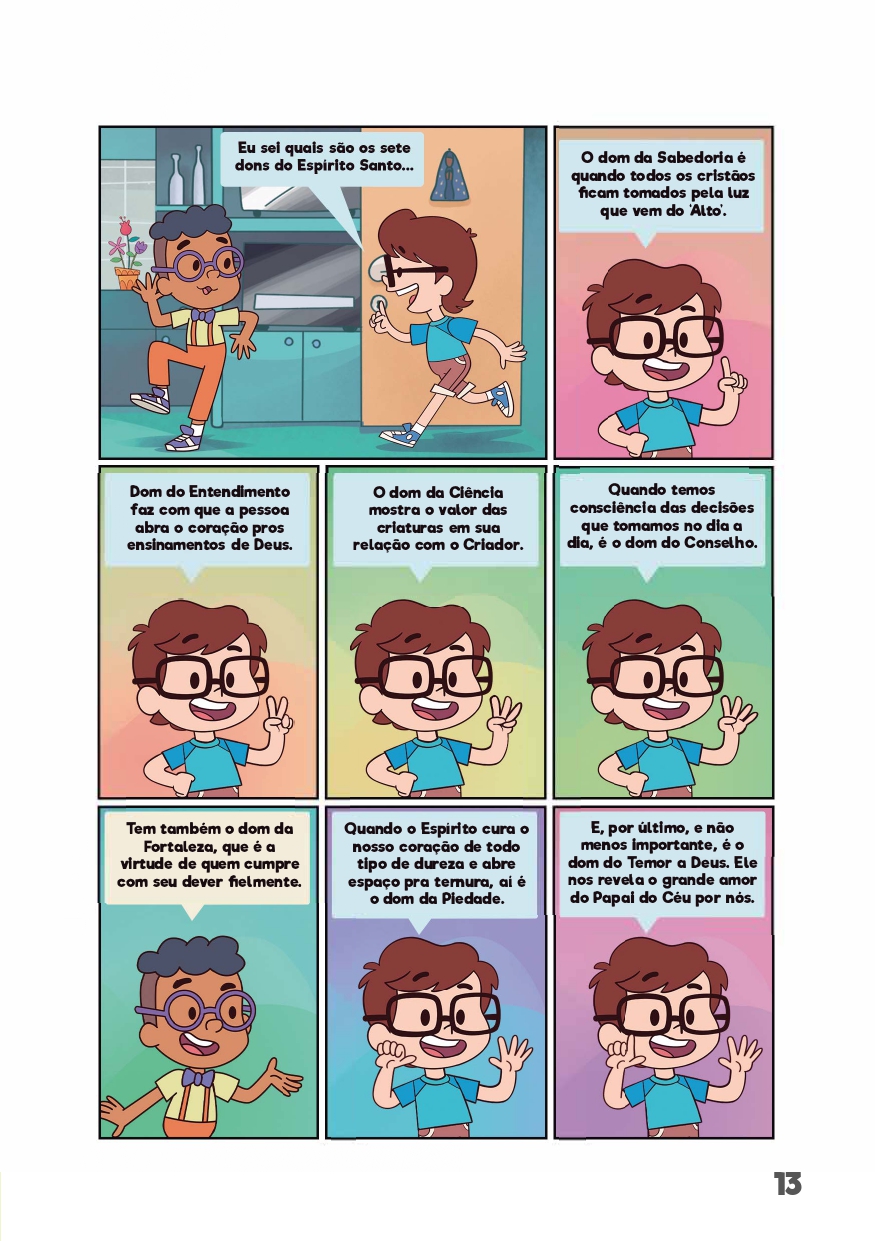 Eu sei quais são os sete
dons do Espírito Santo...
O dom da Sabedoria é
quando todos os cristãos
ficam tomados pela luz
que vem do 'Alto'.
Dom do Entendimento
faz com que a pessoa
abra o coração pros
ensinamentos de Deus.
O dom da Ciência
mostra o valor das
criaturas em sua
relação com o Criador.
Quando temos
consciência das decisões
que tomamos no dia a
dia, é o dom do Conselho.
Tem também o dom da
Fortaleza, que é a
virtude de quem cumpre
com seu dever fielmente.
Quando o Espírito cura o
nosso coração de todo
tipo de dureza e abre
espaço pra ternura, aí é
o dom da Piedade.
E, por último, e não
menos importante, é o
dom do Temor a Deus. Ele
nos revela o grande amor
do Papai do Céu por nós.
13